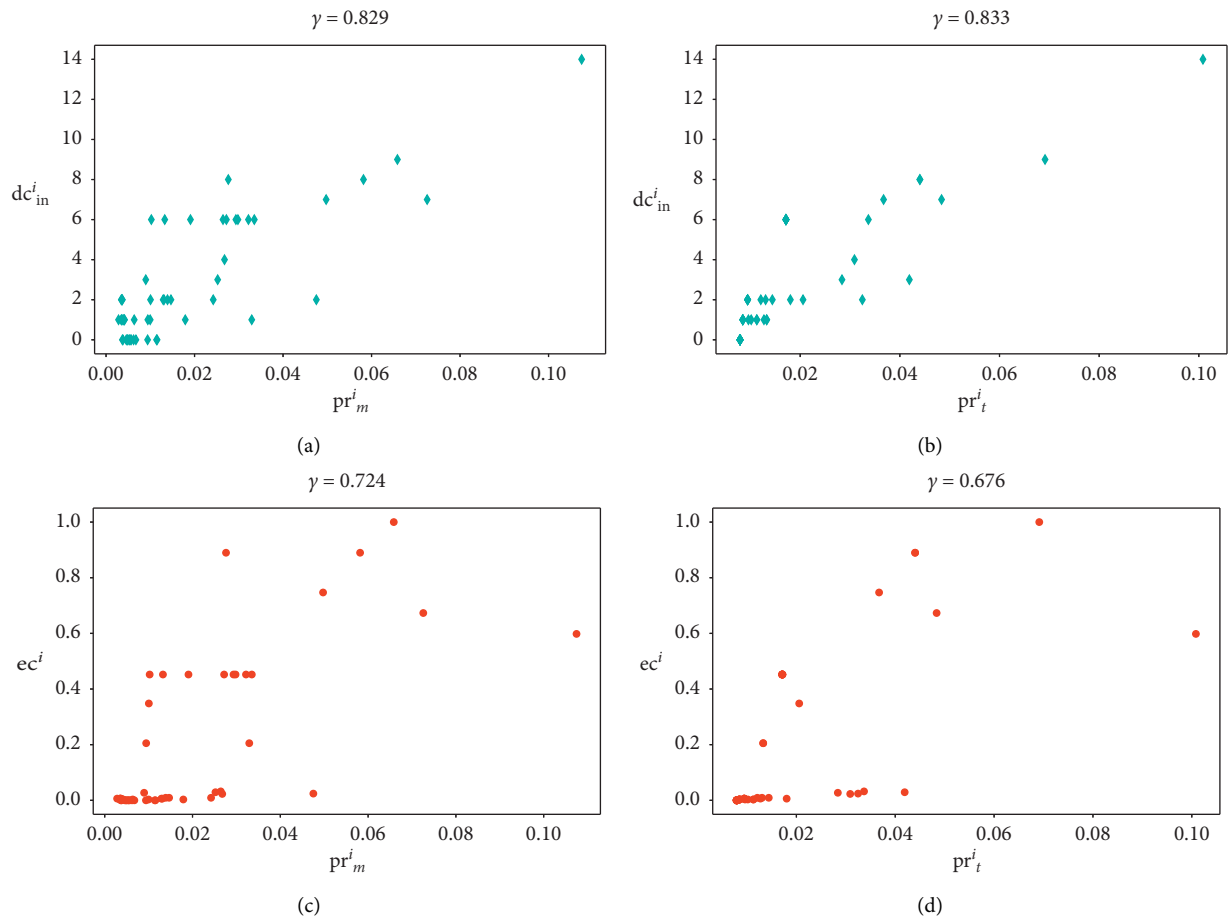 γ = 0.829
14
12
10
8
6
4
2
0
dc^i_in
0.00 0.02 0.04 0.06 0.08 0.10
pr^i_m
(a)
γ = 0.833
14
12
10
8
6
4
2
0
dc^i_in
0.02 0.04 0.06 0.08 0.10
pr^i_t
(b)
γ = 0.724
1.0
0.8
0.6
0.4
0.2
0.0
ec^i
0.00 0.02 0.04 0.06 0.08 0.10
pr^i_m
(c)
γ = 0.676
1.0
0.8
0.6
0.4
0.2
0.0
ec^i
0.02 0.04 0.06 0.08 0.10
pr^i_t
(d)